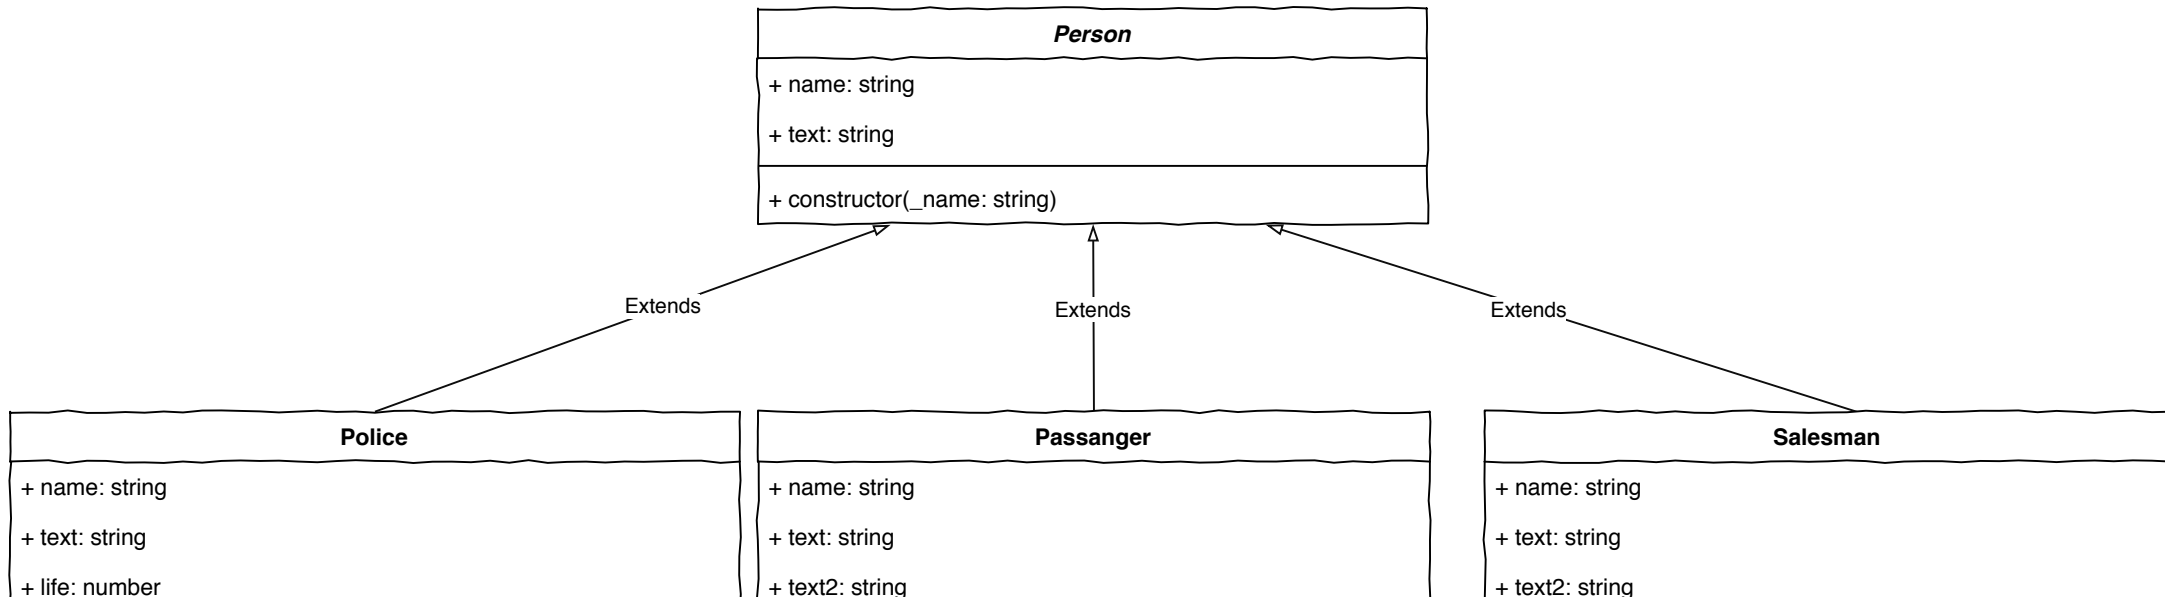 Person
+ name: string
+ text: string
+ constructor(_name: string)
Extends
Extends
Extends
Police
+ name: string
+ text: string
+ life: number
Passanger
+ name: string
+ text: string
+ text2: string
Salesman
+ name: string
+ text: string
+ text2: string